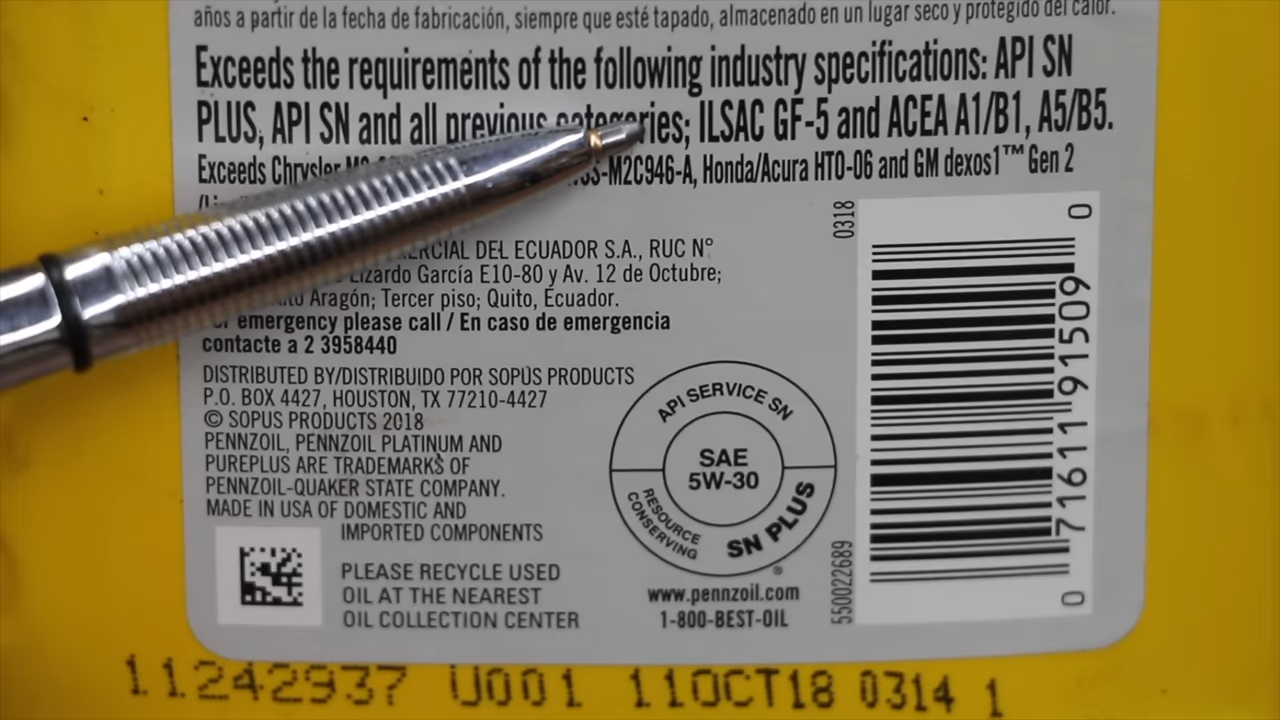 años a partir de la fecha de fabricación, siempre que esté tapado, almacenado en un lugar seco y protegido del calor.
Exceeds the requirements of the following industry specifications: API SN
PLUS, API SN and all previous categories; ILSAC GF-5 and ACEA A1/B1, A5/B5.
Exceeds Chrysler -M2C946-A, Honda/Acura HTO-06 and GM dexos1™ Gen 2
DEL ECUADOR S.A., RUC N°
Lizardo García E10-80 y Av. 12 de Octubre;
Aragón; Tercer piso; Quito, Ecuador.
emergency please call / En caso de emergencia
contacte a 2 3958440
DISTRIBUTED BY/DISTRIBUIDO POR SOPUS PRODUCTS
P.O. BOX 4427, HOUSTON, TX 77210-4427
© SOPUS PRODUCTS 2018
PENNZOIL, PENNZOIL PLATINUM AND
PUREPLUS ARE TRADEMARKS OF
PENNZOIL-QUAKER STATE COMPANY.
MADE IN USA OF DOMESTIC AND
IMPORTED COMPONENTS
PLEASE RECYCLE USED
OIL AT THE NEAREST
OIL COLLECTION CENTER
API SERVICE SN
SAE
5W-30
RESOURCE
CONSERVING
SN PLUS
®
www.pennzoil.com
1-800-BEST-OIL
0318
550022689
0 71611 91509 0
11242937 U001 11OCT18 0314 1